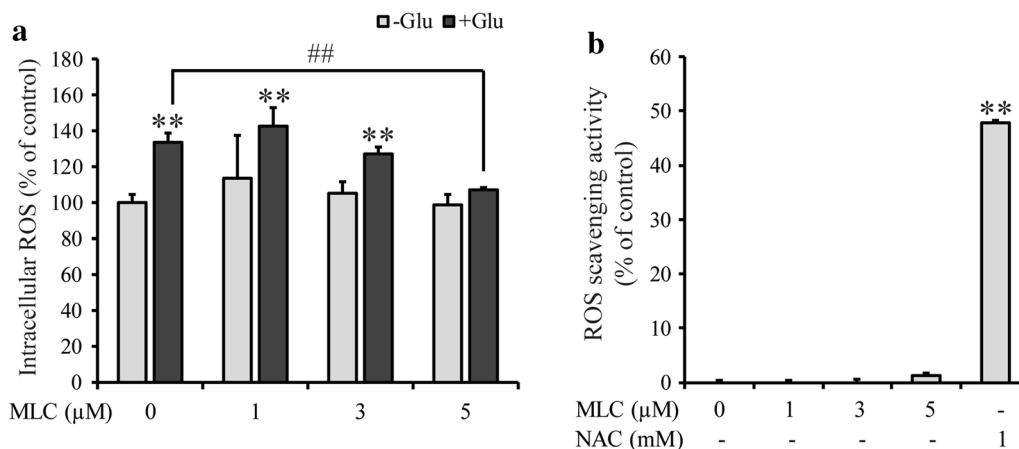 a
-Glu +Glu
Intracellular ROS (% of control)
180
160
140
120
100
80
60
40
20
0
##
**
**
**
MLC (µM) 0 1 3 5
b
ROS scavenging activity
(% of control)
60
50
40
30
20
10
0
**
MLC (µM) 0 1 3 5 -
NAC (mM) - - - - 1